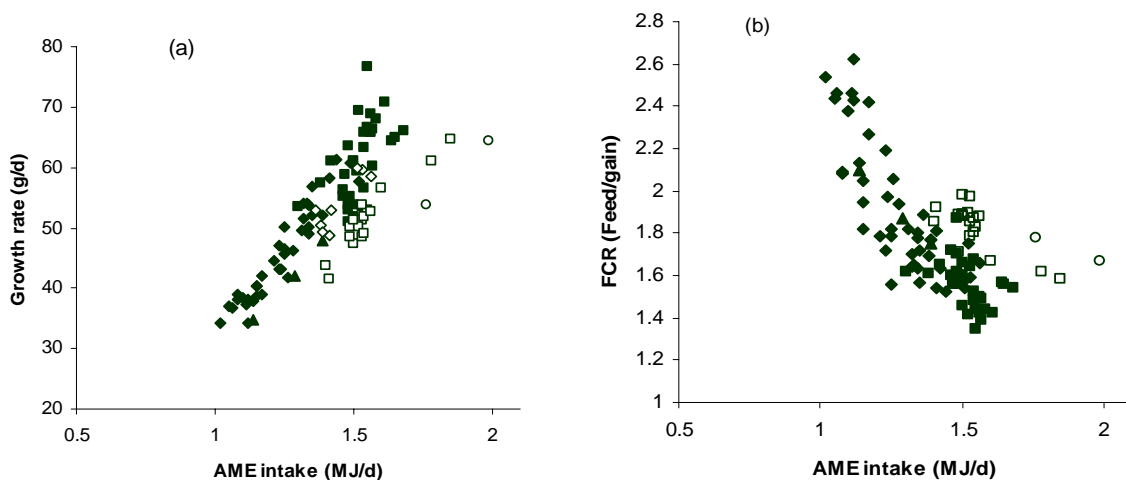 (a)
80
70
60
50
40
30
20
Growth rate (g/d)
0.5 1 1.5 2
AME intake (MJ/d)
(b)
2.8
2.6
2.4
2.2
2
1.8
1.6
1.4
1.2
1
FCR (Feed/gain)
0.5 1 1.5 2
AME intake (MJ/d)